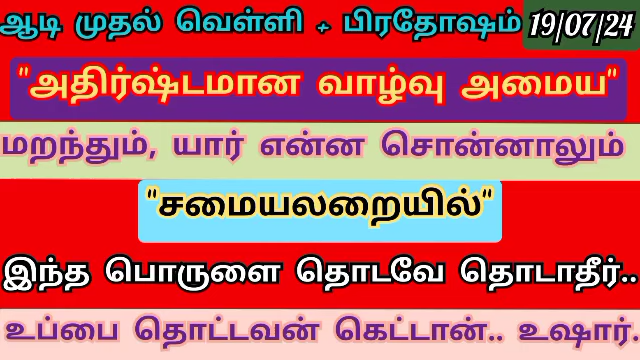 ஆடி முதல் வெள்ளி + பிரதோஷம் 19/07/24
"அதிர்ஷ்டமான வாழ்வு அமைய"
மறந்தும், யார் என்ன சொன்னாலும்
"சமையலறையில்"
இந்த பொருளை தொடவே தொடாதீர்..
உப்பை தொட்டவன் கெட்டான்.. உஷார்.